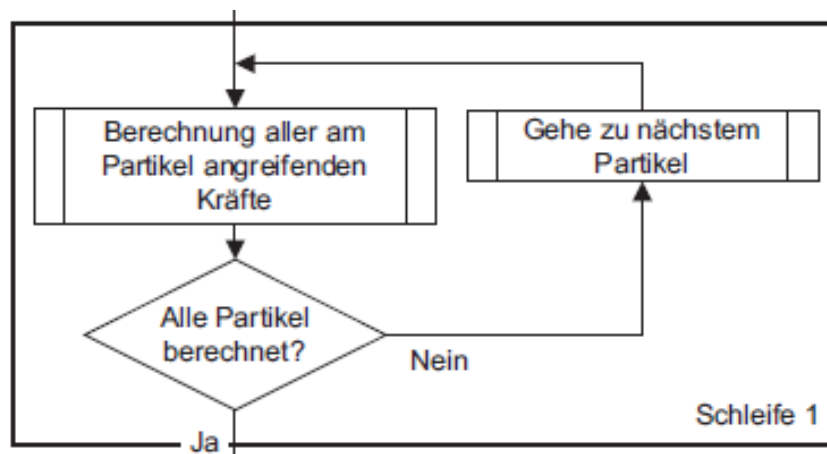 Berechnung aller am
Partikel angreifenden
Kräfte
Gehe zu nächstem
Partikel
Alle Partikel
berechnet?
Nein
Schleife 1
Ja